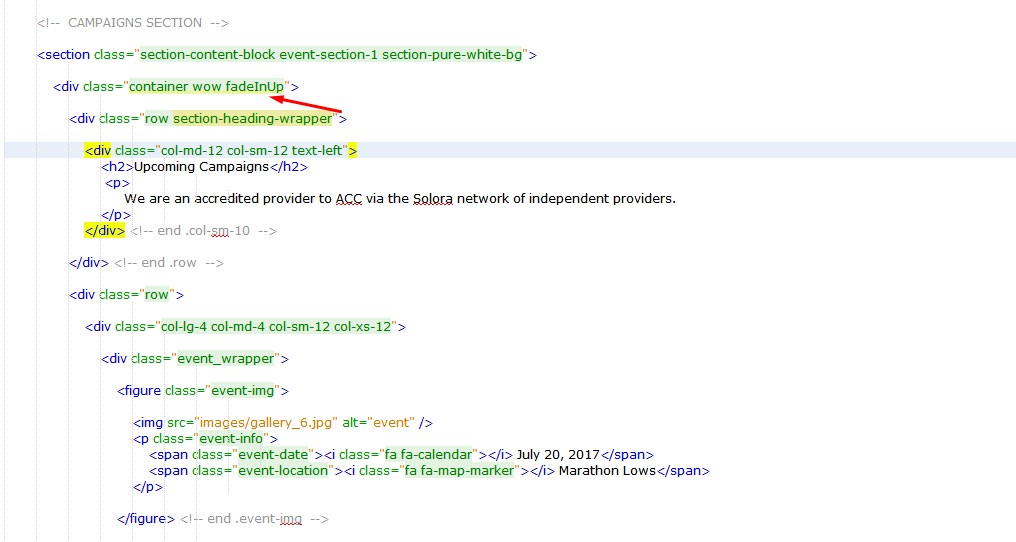 <!--  CAMPAIGNS SECTION  -->
<section class="section-content-block event-section-1 section-pure-white-bg">
<div class="container wow fadeInUp">
<div class="row section-heading-wrapper">
<div class="col-md-12 col-sm-12 text-left">
<h2>Upcoming Campaigns</h2>
<p>
We are an accredited provider to ACC via the Solora network of independent providers.
</p>
</div> <!-- end .col-sm-10  -->
</div> <!-- end .row  -->
<div class="row">
<div class="col-lg-4 col-md-4 col-sm-12 col-xs-12">
<div class="event_wrapper">
<figure class="event-img">
<img src="images/gallery_6.jpg" alt="event" />
<p class="event-info">
<span class="event-date"><i class="fa fa-calendar"></i> July 20, 2017</span>
<span class="event-location"><i class="fa fa-map-marker"></i> Marathon Lows</span>
</p>
</figure> <!-- end .event-img  -->